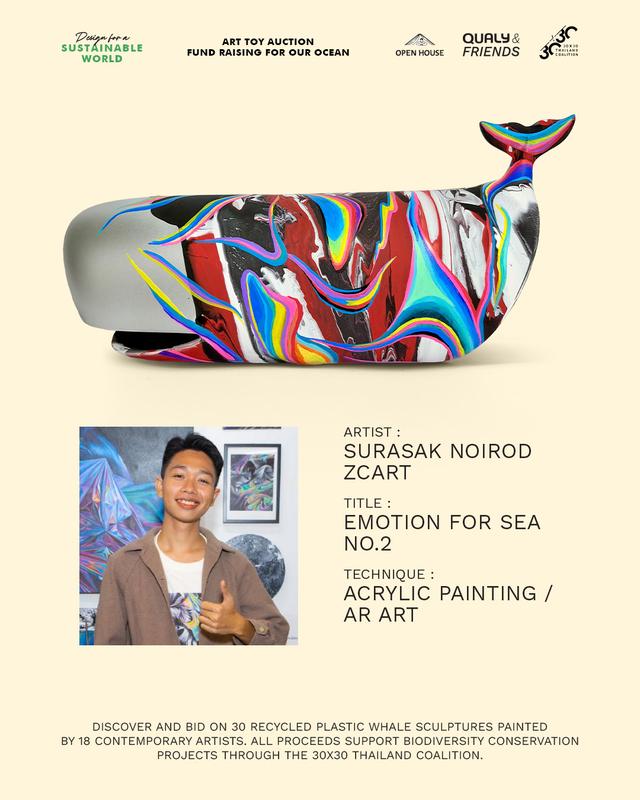 Design for a
SUSTAINABLE
WORLD
ART TOY AUCTION
FUND RAISING FOR OUR OCEAN
OPEN HOUSE
QUALY &
FRIENDS
30X30
THAILAND
COALITION
ARTIST :
SURASAK NOIROD
ZCART
TITLE :
EMOTION FOR SEA
NO.2
TECHNIQUE :
ACRYLIC PAINTING /
AR ART
DISCOVER AND BID ON 30 RECYCLED PLASTIC WHALE SCULPTURES PAINTED
BY 18 CONTEMPORARY ARTISTS. ALL PROCEEDS SUPPORT BIODIVERSITY CONSERVATION
PROJECTS THROUGH THE 30X30 THAILAND COALITION.